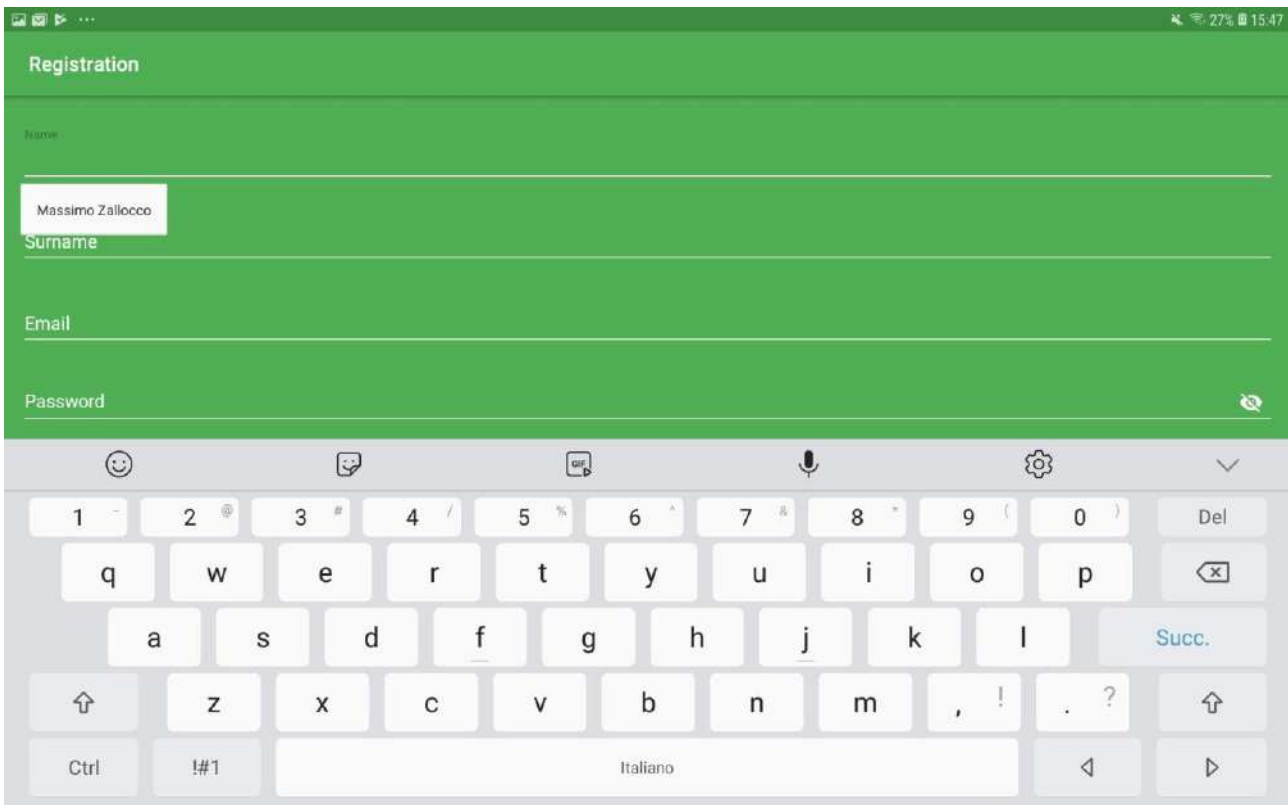 27% 15:47
Registration
Name
Massimo Zallocco
Surname
Email
Password
GIF
1 - 2 @ 3 # 4 / 5 % 6 ^ 7 & 8 * 9 ( 0 ) Del
q w e r t y u i o p
a s d f g h j k l Succ.
z x c v b n m , ! . ?
Ctrl !#1 Italiano